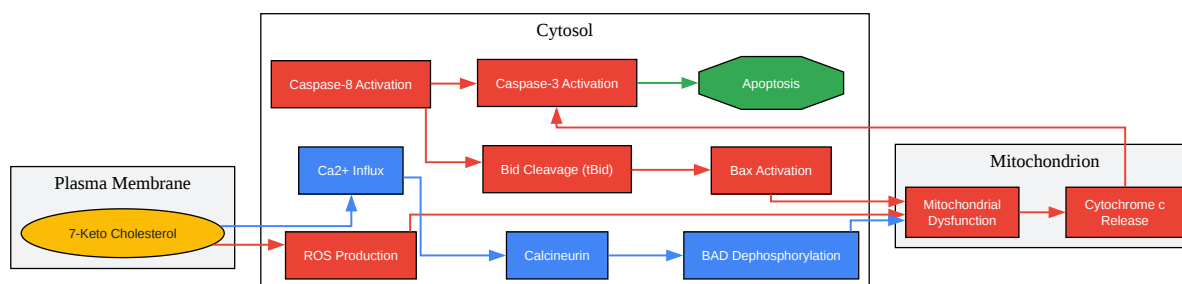 Cytosol
Caspase-8 Activation
Caspase-3 Activation
Apoptosis
Ca2+ Influx
Bid Cleavage (tBid)
Bax Activation
Mitochondrion
Plasma Membrane
Mitochondrial
Dysfunction
Cytochrome c
Release
7-Keto Cholesterol
ROS Production
Calcineurin
BAD Dephosphorylation